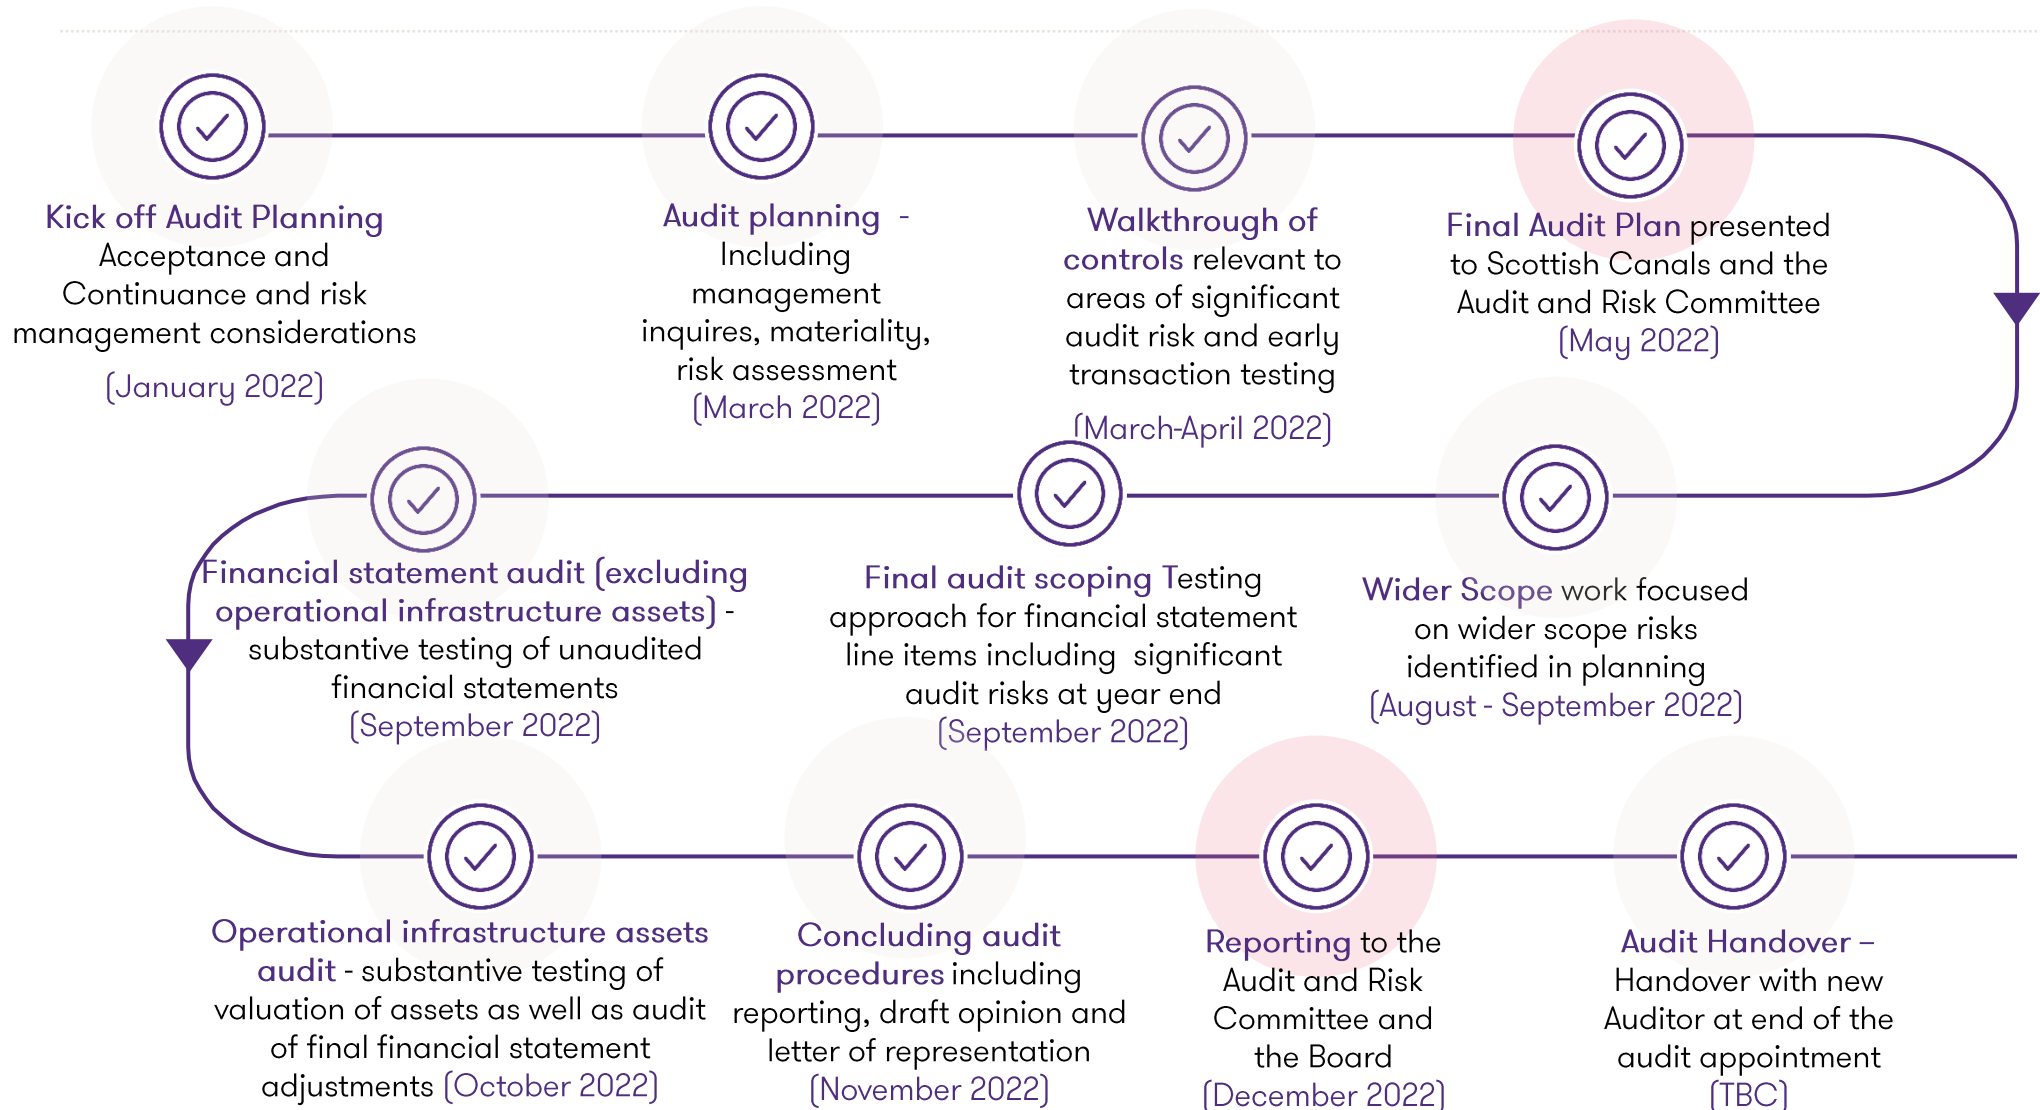 Kick off Audit Planning
Acceptance and
Continuance and risk
management considerations
(January 2022)
Audit planning -
Including
management
inquires, materiality,
risk assessment
(March 2022)
Walkthrough of
controls relevant to
areas of significant
audit risk and early
transaction testing
(March-April 2022)
Final Audit Plan presented
to Scottish Canals and the
Audit and Risk Committee
(May 2022)
Wider Scope work focused
on wider scope risks
identified in planning
(August - September 2022)
Final audit scoping Testing
approach for financial statement
line items including significant
audit risks at year end
(September 2022)
Financial statement audit (excluding
operational infrastructure assets) -
substantive testing of unaudited
financial statements
(September 2022)
Operational infrastructure assets
audit - substantive testing of
valuation of assets as well as audit
of final financial statement
adjustments (October 2022)
Concluding audit
procedures including
reporting, draft opinion and
letter of representation
(November 2022)
Reporting to the
Audit and Risk
Committee and
the Board
(December 2022)
Audit Handover –
Handover with new
Auditor at end of the
audit appointment
(TBC)